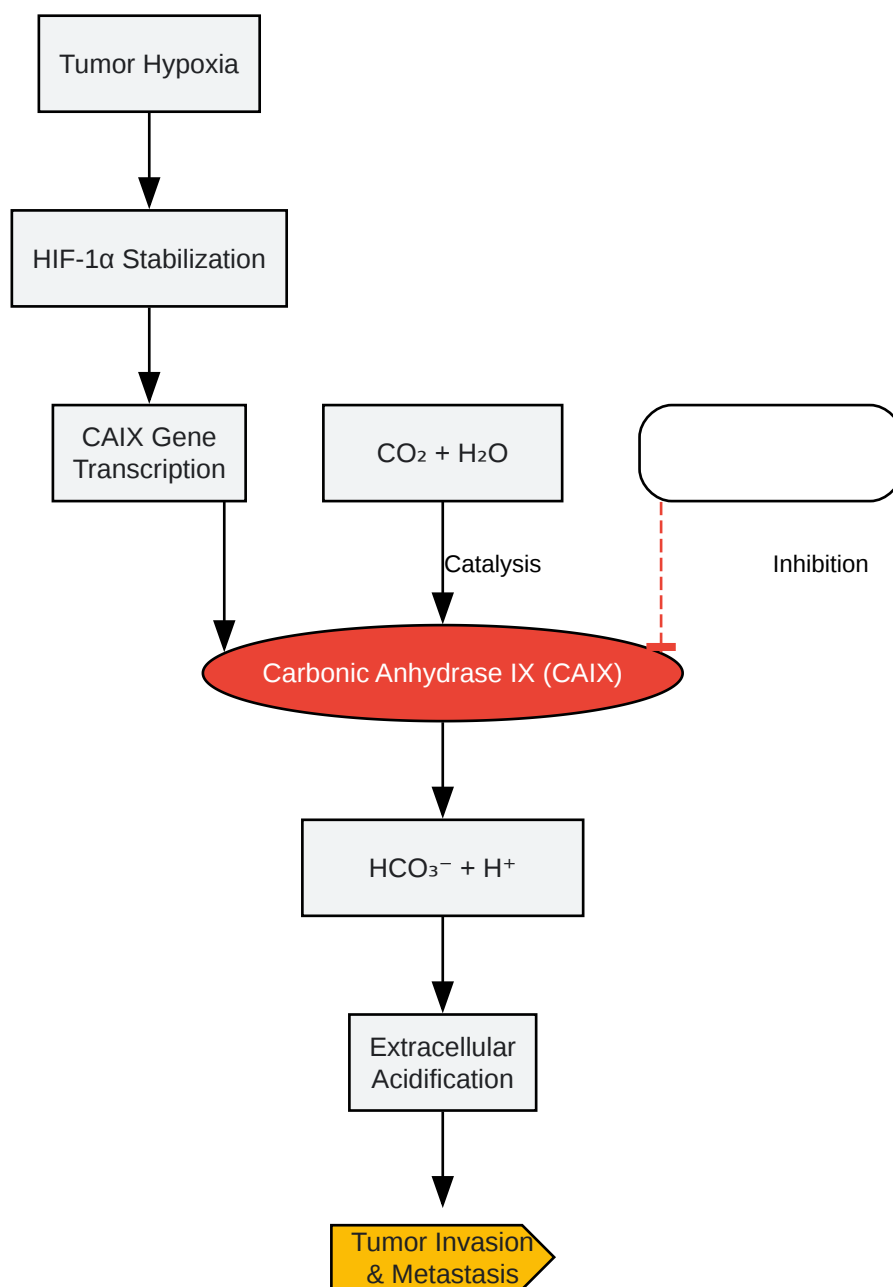 Tumor Hypoxia
HIF-1α Stabilization
CAIX Gene
Transcription
CO₂ + H₂O
Catalysis
Inhibition
Carbonic Anhydrase IX (CAIX)
HCO₃⁻ + H⁺
Extracellular
Acidification
Tumor Invasion
& Metastasis